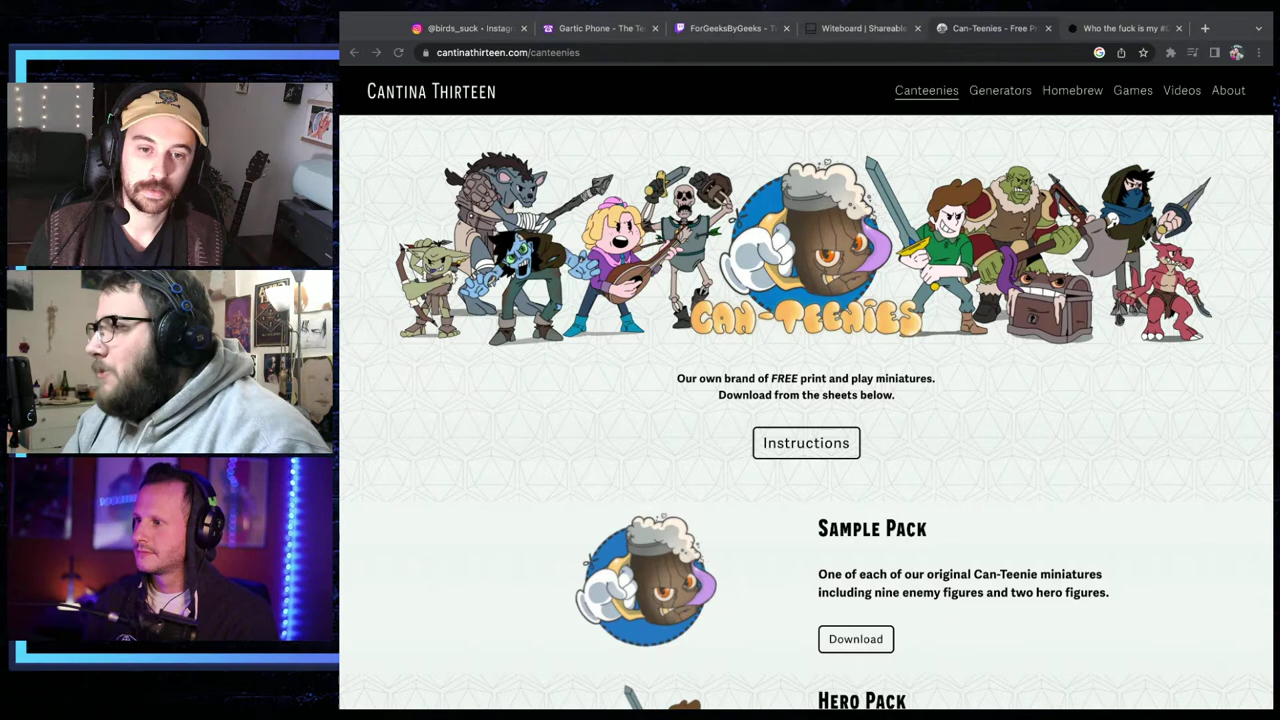 @birds_suck • Instagr
Gartic Phone - The Te
ForGeeksByGeeks - Tw
Witeboard | Shareable
Can-Teenies - Free Pr
Who the fuck is my #D
cantinathirteen.com/canteenies
Cantina Thirteen
Canteenies
Generators
Homebrew
Games
Videos
About
CAN-TEENIES
Our own brand of FREE print and play miniatures.
Download from the sheets below.
Instructions
Sample Pack
One of each of our original Can-Teenie miniatures
including nine enemy figures and two hero figures.
Download
Hero Pack